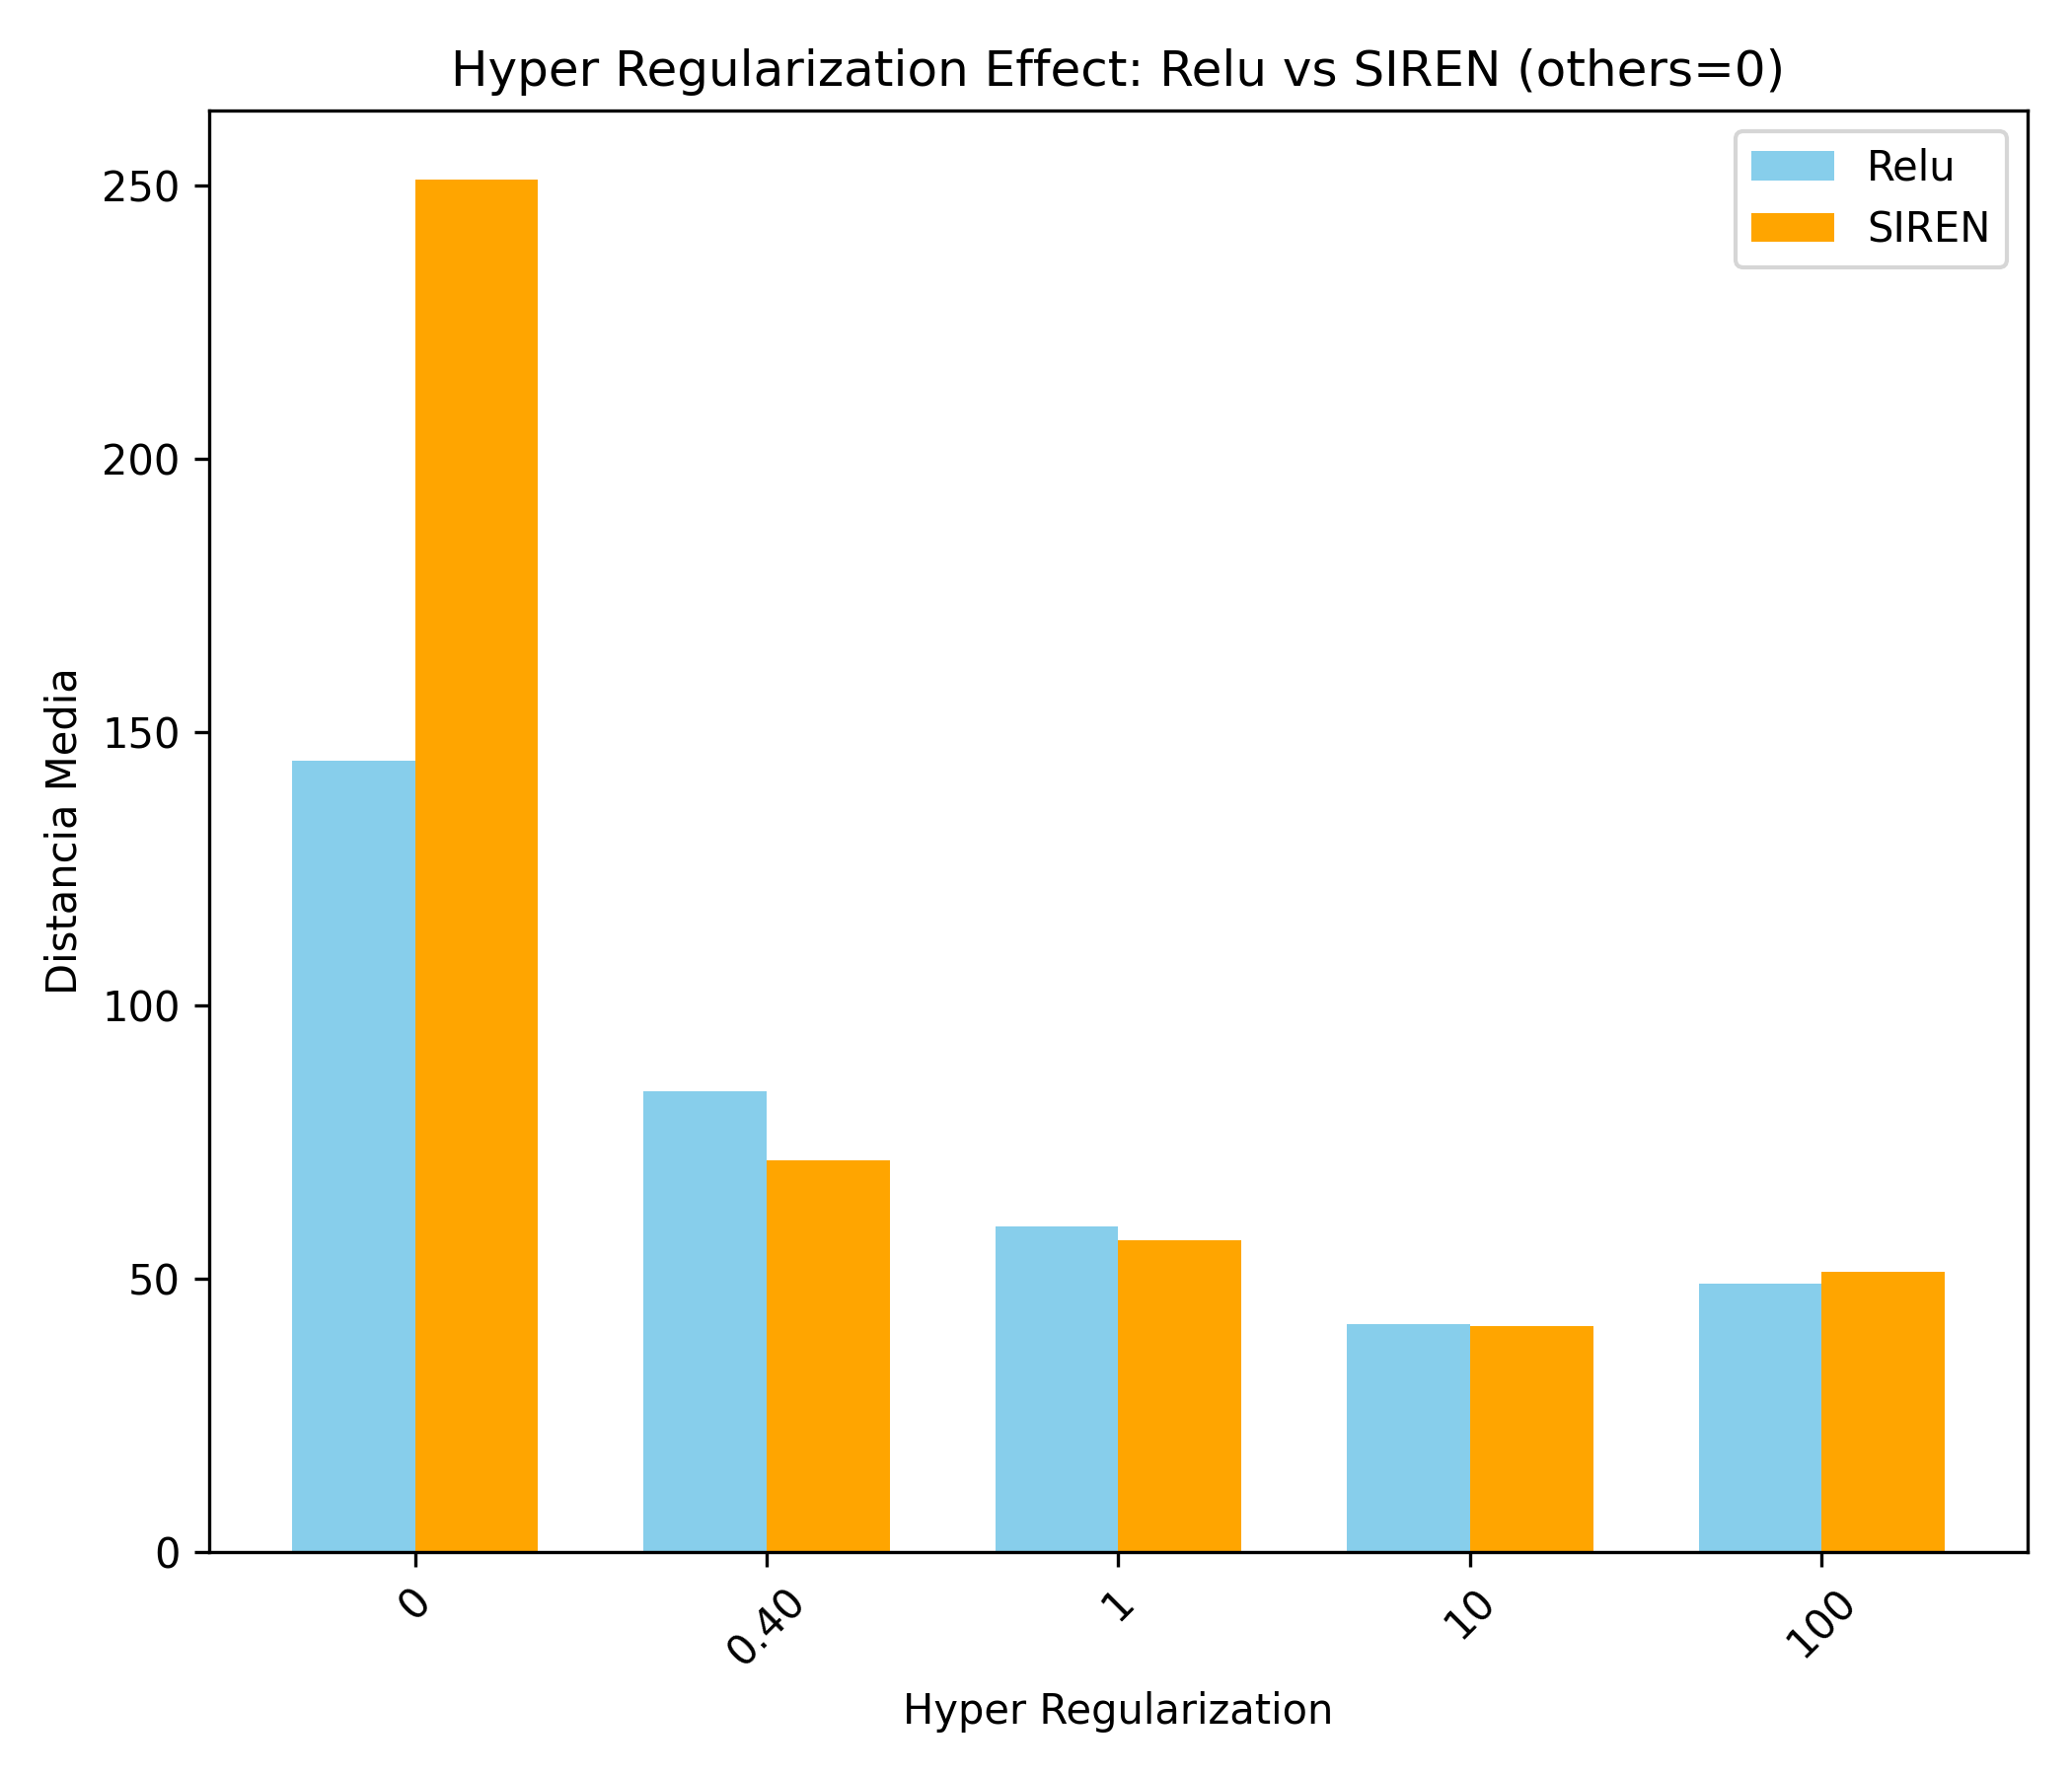 Hyper Regularization Effect: Relu vs SIREN (others=0)
Relu
SIREN
250
200
150
100
50
0
Distancia Media
0
0.40
1
10
100
Hyper Regularization